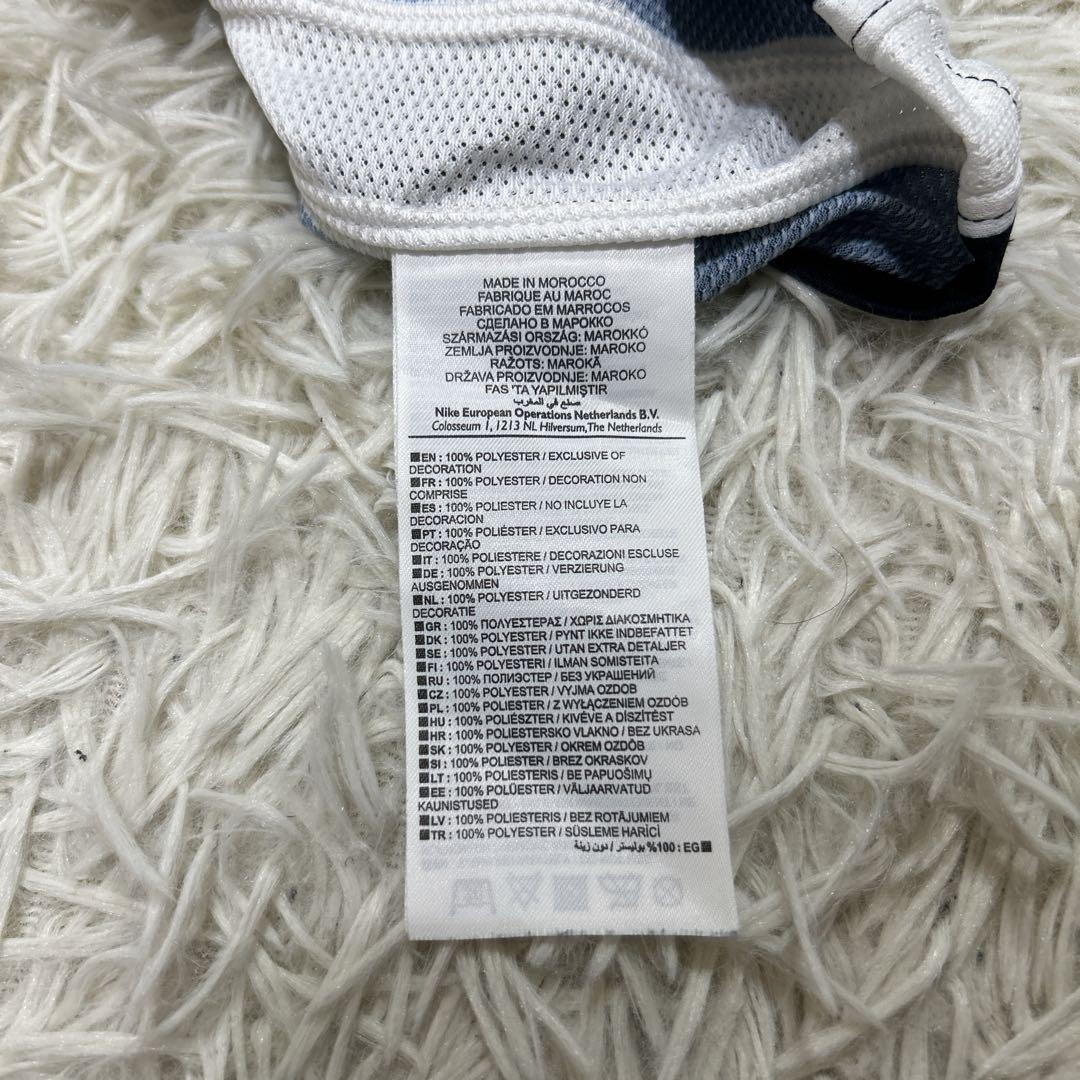 MADE IN MOROCCO
FABRIQUE AU MAROC
FABRICADO EM MARROCOS
СДЕЛАНО В МАРОККО
SZÁRMAZÁSI ORSZÁG: MAROKKÓ
ZEMLJA PROIZVODNJE: MAROKO
RAŽOTS: MAROKĀ
DRŽAVA PROIZVODNJE: MAROKO
FAS 'TA YAPILMIŞTIR
صنع في المغرب
Nike European Operations Netherlands B.V.
Colosseum 1, 1213 NL Hilversum,The Netherlands
EN : 100% POLYESTER / EXCLUSIVE OF
DECORATION
FR : 100% POLYESTER / DECORATION NON
COMPRISE
ES : 100% POLYESTER / NO INCLUYE LA
DECORACION
PT : 100% POLIÉSTER / EXCLUSIVO PARA
DECORAÇÃO
IT : 100% POLIESTERE / DECORAZIONI ESCLUSE
DE : 100% POLYESTER / VERZIERUNG
AUSGENOMMEN
NL : 100% POLYESTER / UITGEZONDERD
DECORATIE
GR : 100% ΠΟΛΥΕΣΤΕΡΑΣ / ΧΩΡΙΣ ΔΙΑΚΟΣΜΗΤΙΚΑ
DK : 100% POLYESTER / PYNT IKKE INDBEFATTET
SE : 100% POLYESTER / UTAN EXTRA DETALJER
FI : 100% POLYESTERI / ILMAN SOMISTEITA
RU : 100% ПОЛИЭСТЕР / БЕЗ УКРАШЕНИЙ
CZ : 100% POLYESTER / VYJMA OZDOB
PL : 100% POLIESTER / Z WYŁĄCZENIEM OZDÓB
HU : 100% POLIÉSZTER / KIVÉVE A DÍSZÍTÉST
HR : 100% POLIESTERSKO VLAKNO / BEZ UKRASA
SK : 100% POLYESTER / OKREM OZDÔB
SI : 100% POLIESTER / BREZ OKRASKOV
LT : 100% POLIESTERIS / BE PAPUOŠIMŲ
EE : 100% POLÜESTER / VÄLJAARVATUD
KAUNISTUSED
LV : 100% POLIESTERIS / BEZ ROTĀJUMIEM
TR : 100% POLYESTER / SÜSLEME HARİCİ
EG : 100% بوليستر / دون زينة